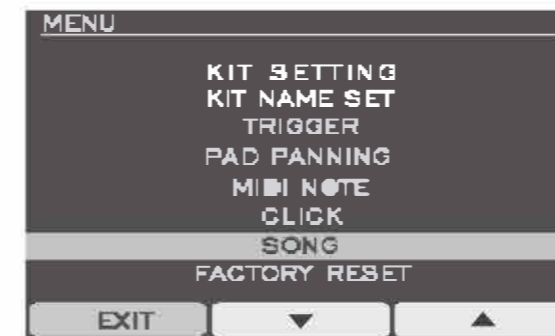 MENU
KIT SETTING
KIT NAME SET
TRIGGER
PAD PANNING
MIDI NOTE
CLICK
SONG
FACTORY RESET
EXIT ▼ ▲